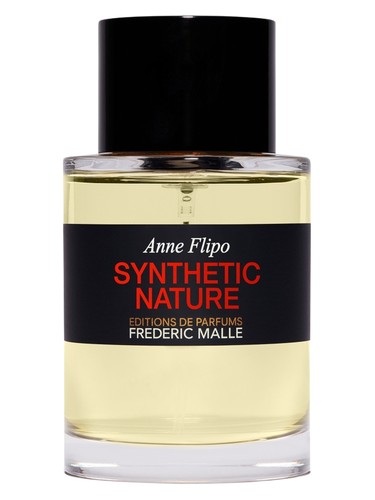 Anne Flipo
SYNTHETIC
NATURE
EDITIONS DE PARFUMS
FREDERIC MALLE